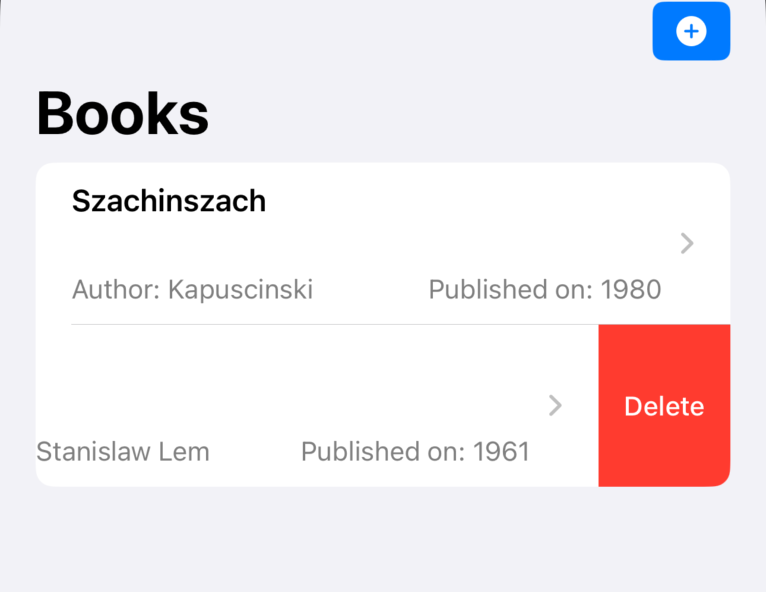 Books
Szachinszach
Author: Kapuscinski Published on: 1980
Stanislaw Lem Published on: 1961
Delete